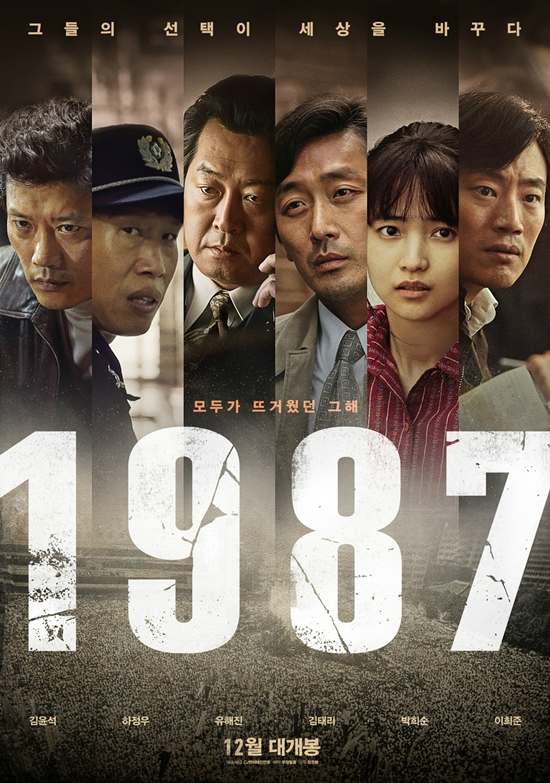 그들의 선택이 세상을 바꾸다
모두가 뜨거웠던 그해
1987
김윤석 하정우 유해진 김태리 박희순 이희준
12월 대개봉